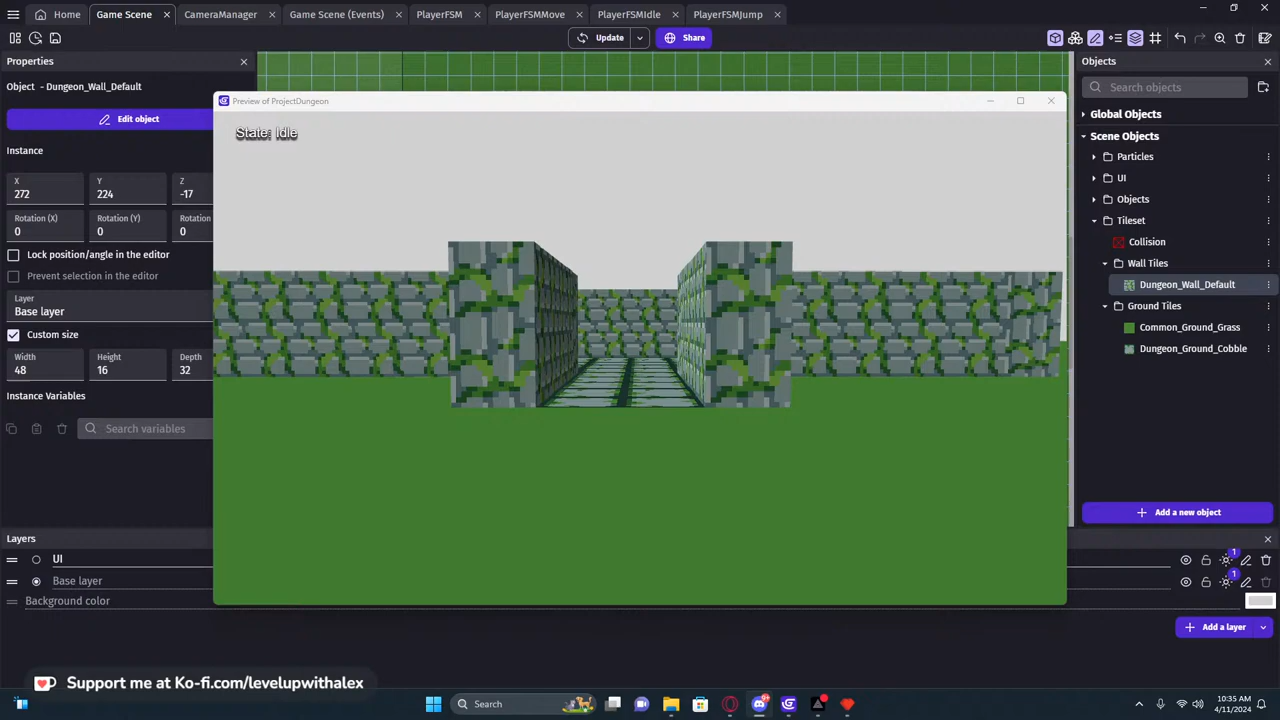 Home
Game Scene
CameraManager
Game Scene (Events)
PlayerFSM
PlayerFSMMove
PlayerFSMIdle
PlayerFSMJump
Update
Share
Properties
Objects
Object - Dungeon_Wall_Default
Search objects
Edit object
Preview of ProjectDungeon
Global Objects
State: Idle
Scene Objects
Instance
Particles
X
Y
Z
272
224
-17
UI
Objects
Rotation (X)
Rotation (Y)
Rotation
0
0
0
Tileset
Collision
Lock position/angle in the editor
Wall Tiles
Prevent selection in the editor
Dungeon_Wall_Default
Layer
Base layer
Ground Tiles
Common_Ground_Grass
Custom size
Dungeon_Ground_Cobble
Width
Height
Depth
48
16
32
Instance Variables
Search variables
Add a new object
Layers
UI
1
Base layer
1
Background color
Add a layer
Support me at Ko-fi.com/levelupwithalex
Search
9+
10:35 AM
4/11/2024